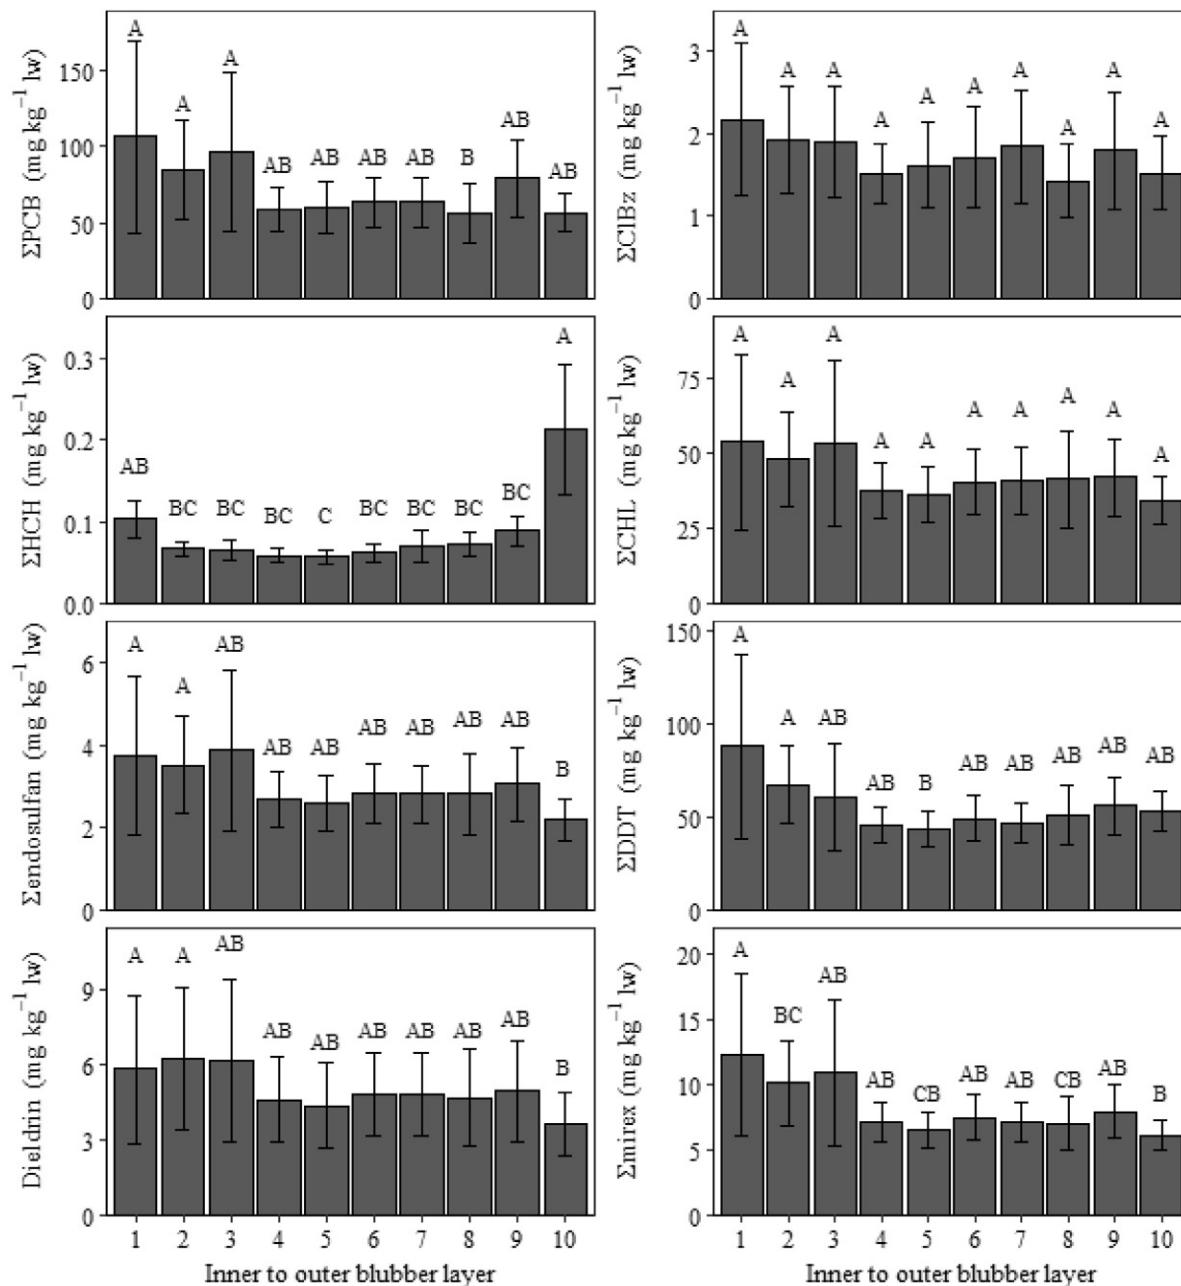 ΣPCB (mg kg⁻¹ lw)
150
100
50
0
A
A
A
AB
AB
AB
AB
B
AB
AB
ΣClBz (mg kg⁻¹ lw)
3
2
1
0
A
A
A
A
A
A
A
A
A
A
ΣHCH (mg kg⁻¹ lw)
0.3
0.2
0.1
0.0
AB
BC
BC
BC
C
BC
BC
BC
BC
A
ΣCHL (mg kg⁻¹ lw)
75
50
25
0
A
A
A
A
A
A
A
A
A
A
Σendosulfan (mg kg⁻¹ lw)
6
4
2
0
A
A
AB
AB
AB
AB
AB
AB
AB
B
ΣDDT (mg kg⁻¹ lw)
150
100
50
0
A
A
AB
AB
B
AB
AB
AB
AB
AB
Dieldrin (mg kg⁻¹ lw)
9
6
3
0
A
A
AB
AB
AB
AB
AB
AB
AB
B
1 2 3 4 5 6 7 8 9 10
Inner to outer blubber layer
Σmirex (mg kg⁻¹ lw)
20
15
10
5
0
A
BC
AB
AB
CB
AB
AB
CB
AB
B
1 2 3 4 5 6 7 8 9 10
Inner to outer blubber layer